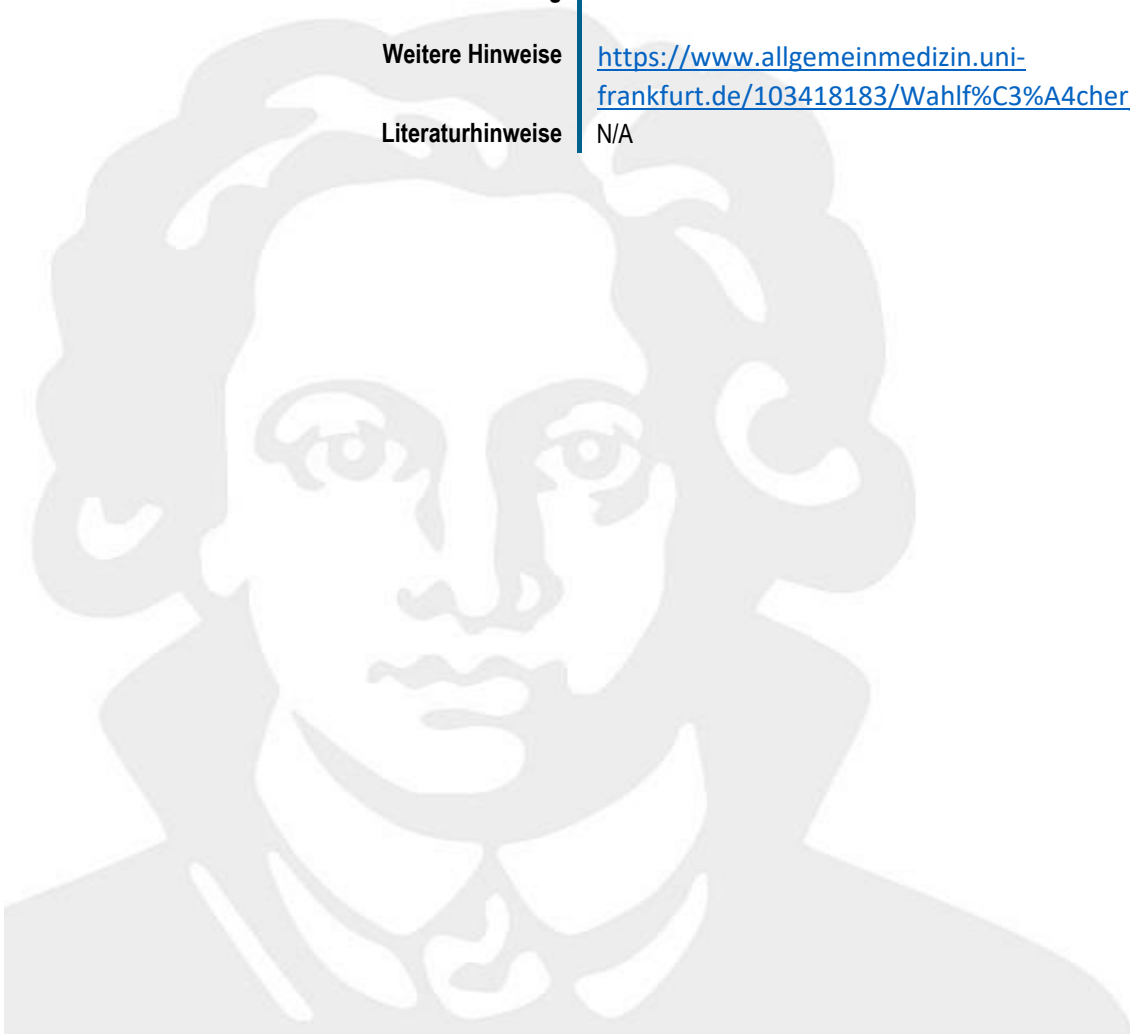 g
Weitere Hinweise https://www.allgemeinmedizin.uni-
frankfurt.de/103418183/Wahlf%C3%A4cher
Literaturhinweise N/A